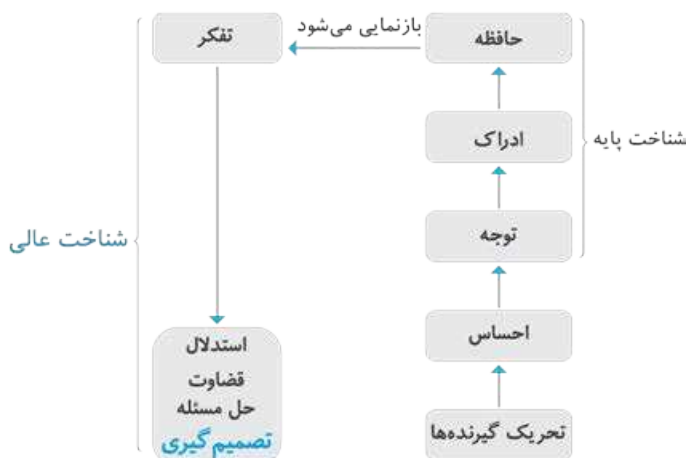 حافظه
بازنمایی می‌شود
تفکر
ادراک
شناخت پایه
توجه
شناخت عالی
احساس
تحریک گیرنده‌ها
استدلال
قضاوت
حل مسئله
تصمیم‌گیری